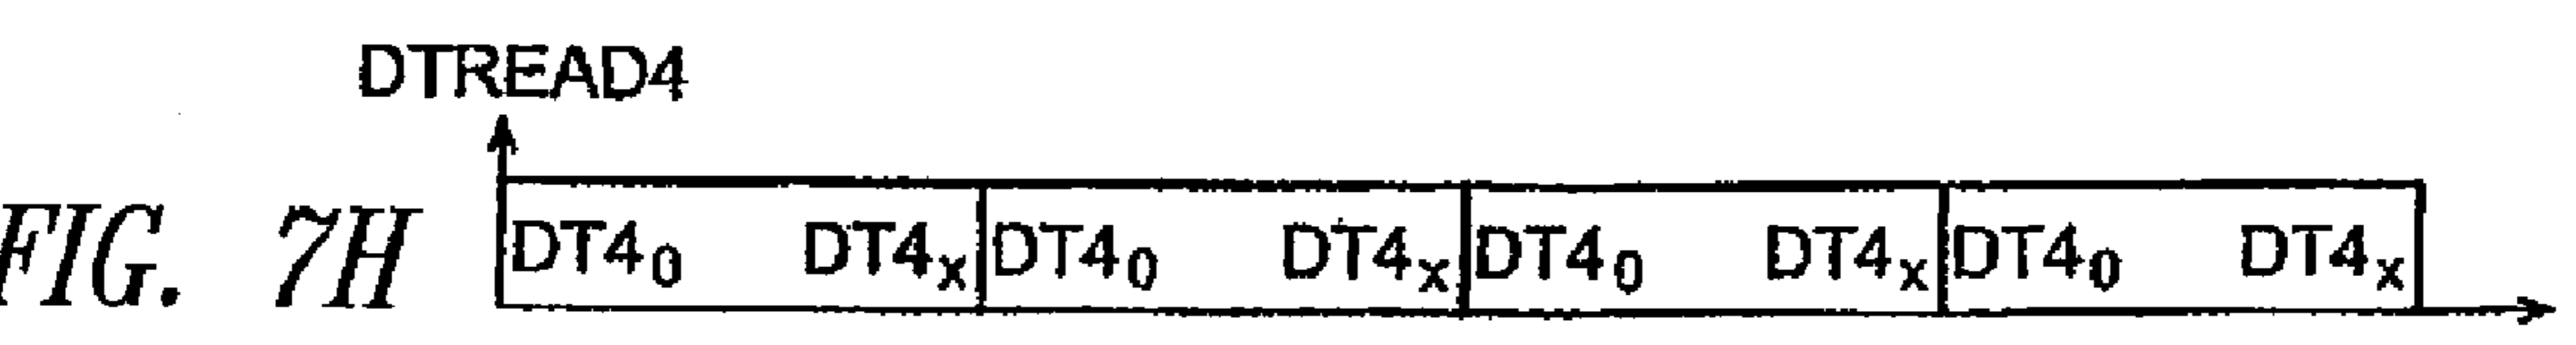 DTREAD4
FIG. 7H
DT4₀ DT4ₓ DT4₀ DT4ₓ DT4₀ DT4ₓ DT4₀ DT4ₓ